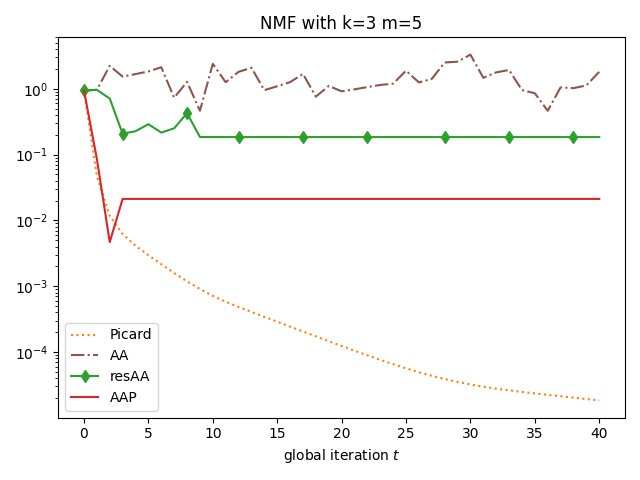 NMF with k=3 m=5
10^0
10^-1
10^-2
10^-3
10^-4
Picard
AA
resAA
AAP
0 5 10 15 20 25 30 35 40
global iteration t